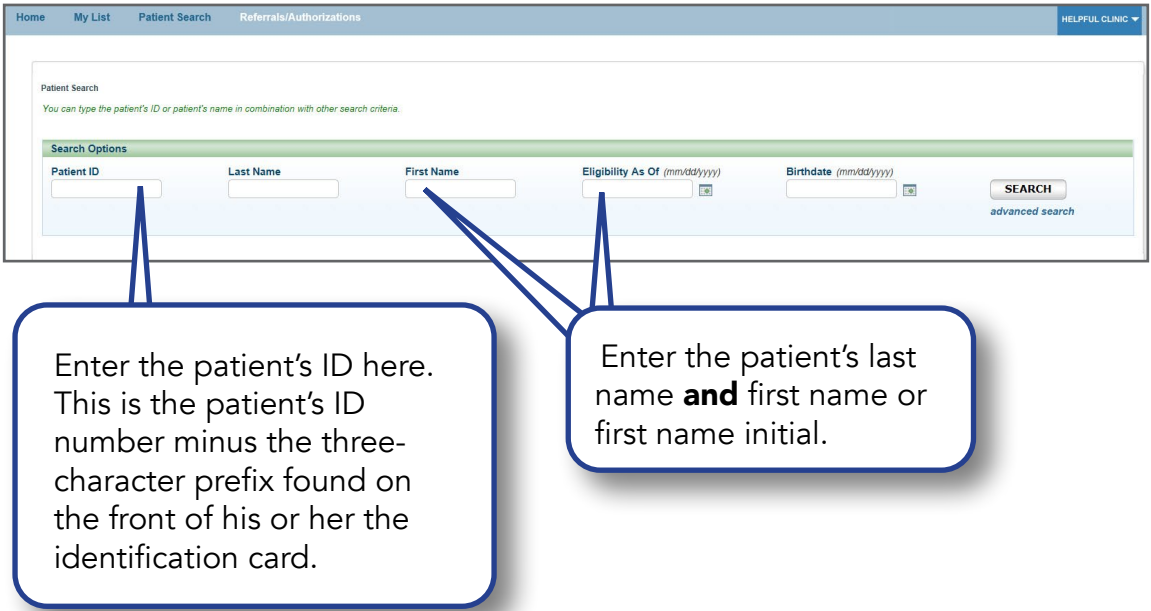 Home My List Patient Search Referrals/Authorizations HELPFUL CLINIC
Patient Search
You can type the patient's ID or patient's name in combination with other search criteria.
Search Options
Patient ID Last Name First Name Eligibility As Of (mm/dd/yyyy) Birthdate (mm/dd/yyyy)
SEARCH
advanced search
Enter the patient’s ID here.
This is the patient’s ID
number minus the three-
character prefix found on
the front of his or her the
identification card.
Enter the patient’s last
name and first name or
first name initial.